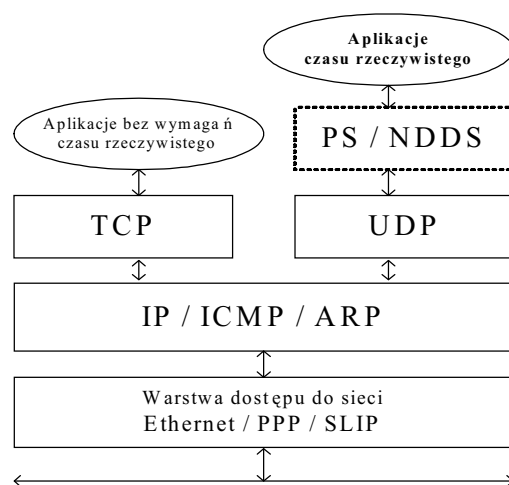 Aplikacje
czasu rzeczywistego
Aplikacje bez wymaga ń
czasu rzeczywistego
PS / NDDS
TCP
UDP
IP / ICMP / ARP
Warstwa dostępu do sieci
Ethernet / PPP / SLIP